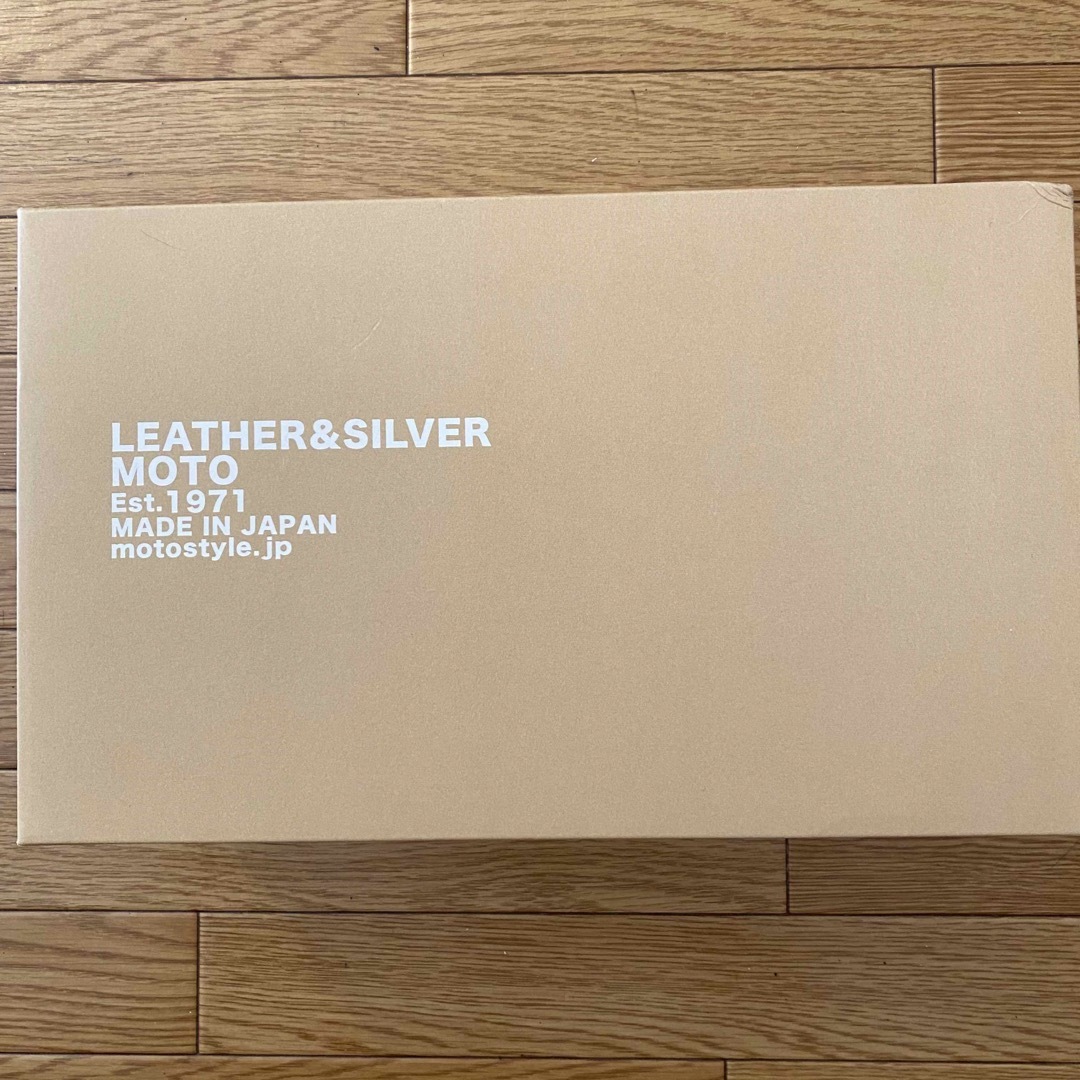 LEATHER&SILVER
MOTO
Est.1971
MADE IN JAPAN
motostyle.jp